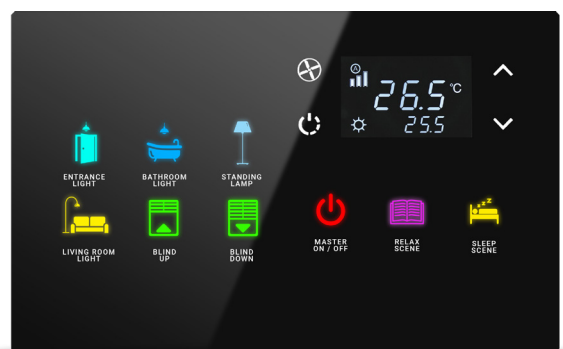 A
26.5 °C
25.5
ENTRANCE
LIGHT
BATHROOM
LIGHT
STANDING
LAMP
LIVING ROOM
LIGHT
BLIND
UP
BLIND
DOWN
MASTER
ON / OFF
RELAX
SCENE
z z z
SLEEP
SCENE